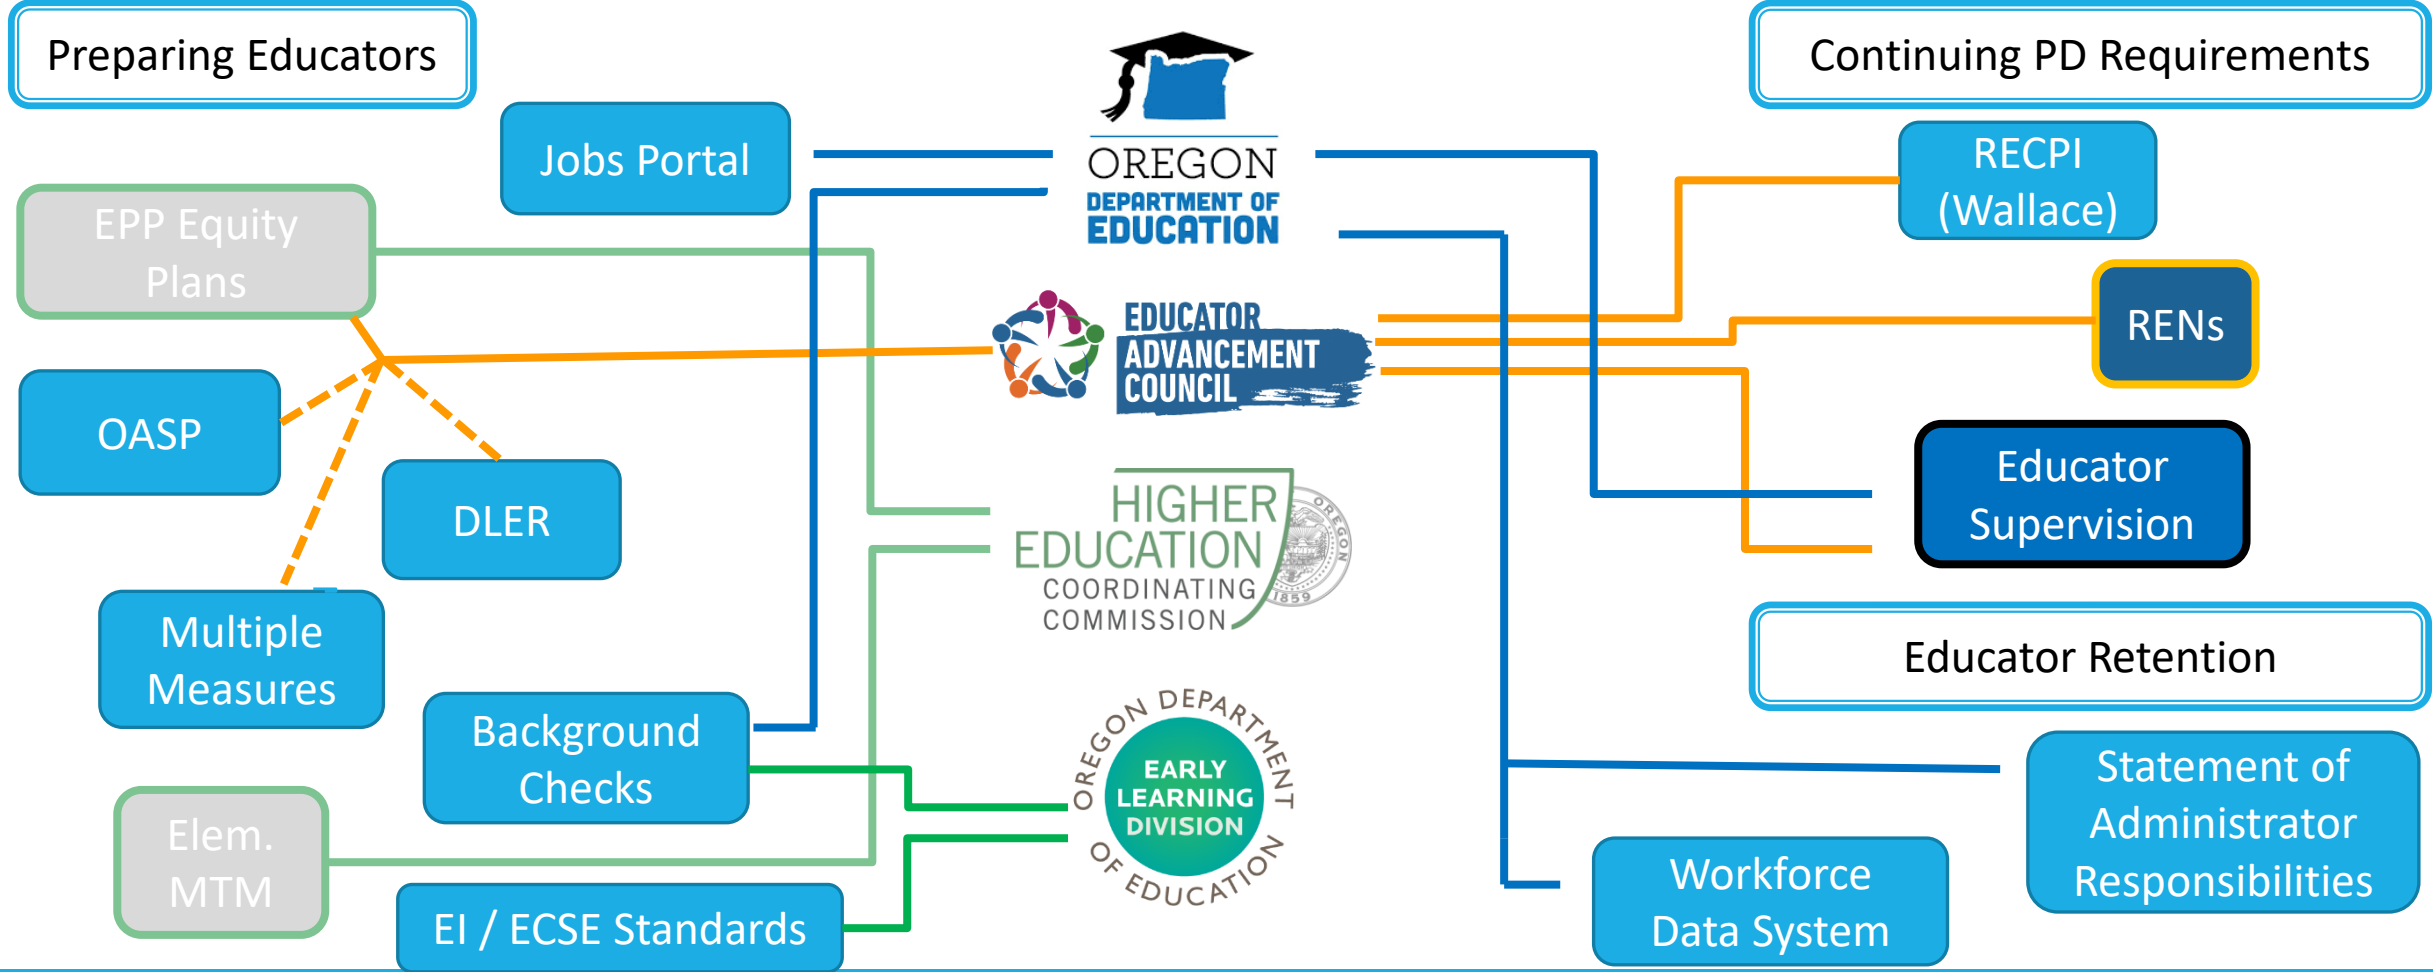 Preparing Educators
Jobs Portal
EPP Equity
Plans
OASP
DLER
Multiple
Measures
Background
Checks
Elem.
MTM
EI / ECSE Standards
OREGON
DEPARTMENT OF
EDUCATION
EDUCATOR
ADVANCEMENT
COUNCIL
HIGHER
EDUCATION
COORDINATING
COMMISSION
OREGON
1859
OREGON DEPARTMENT
OF EDUCATION
EARLY
LEARNING
DIVISION
Continuing PD Requirements
RECPI
(Wallace)
RENs
Educator
Supervision
Educator Retention
Statement of
Administrator
Responsibilities
Workforce
Data System